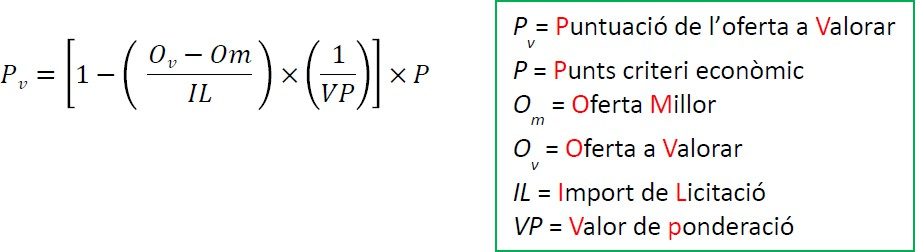 P_v = [1 − ( (O_v − Om) / IL ) × ( 1 / VP )] × P
P_v = Puntuació de l'oferta a Valorar
P = Punts criteri econòmic
O_m = Oferta Millor
O_v = Oferta a Valorar
IL = Import de Licitació
VP = Valor de ponderació